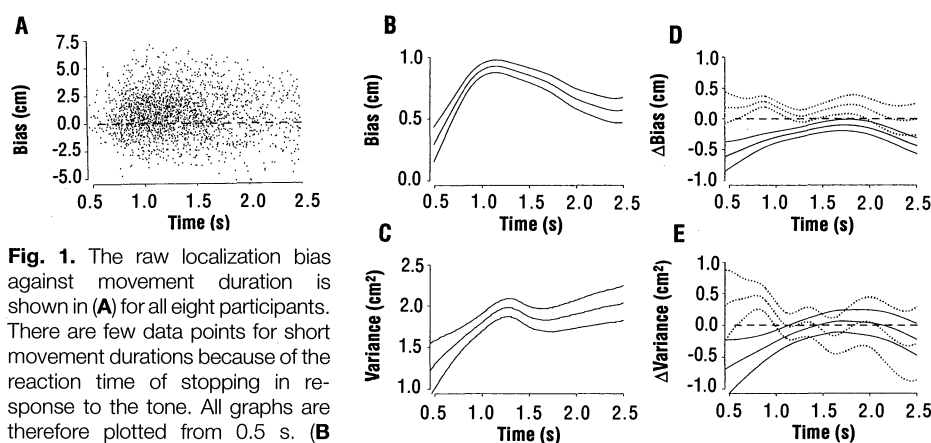 A
7.5
5.0
2.5
0.0
-2.5
-5.0
Bias (cm)
0.5 1.0 1.5 2.0 2.5
Time (s)
B
1.0
0.5
0.0
Bias (cm)
0.5 1.0 1.5 2.0 2.5
Time (s)
D
1.0
0.5
0.0
-0.5
-1.0
ΔBias (cm)
0.5 1.0 1.5 2.0 2.5
Time (s)
C
2.5
2.0
1.5
1.0
Variance (cm²)
0.5 1.0 1.5 2.0 2.5
Time (s)
E
1.0
0.5
0.0
-0.5
-1.0
ΔVariance (cm²)
0.5 1.0 1.5 2.0 2.5
Time (s)
Fig. 1. The raw localization bias
against movement duration is
shown in (A) for all eight participants.
There are few data points for short
movement durations because of the
reaction time of stopping in re-
sponse to the tone. All graphs are
therefore plotted from 0.5 s. (B